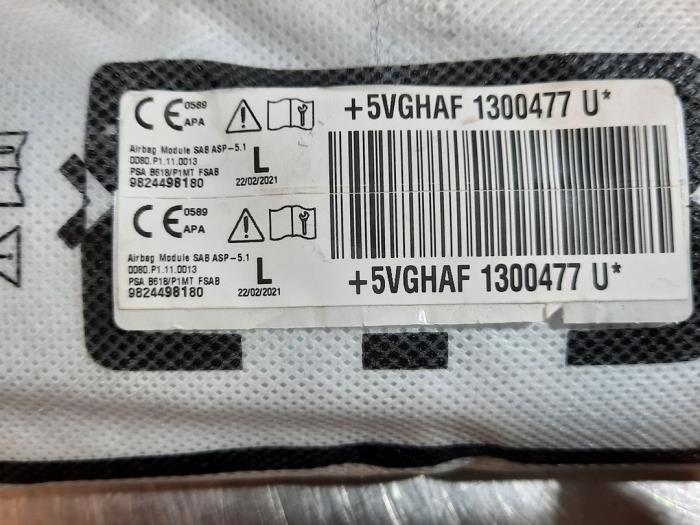 CE 0589
APA
+5VGHAF 1300477 U*
Airbag Module SAB ASP-5.1
0080.P1.11.0013
PSA B618/P1MT FSAB
9824498180
L
22/02/2021
CE 0589
APA
Airbag Module SAB ASP-5.1
0080.P1.11.0013
PSA B618/P1MT FSAB
9824498180
L
22/02/2021
+5VGHAF 1300477 U*